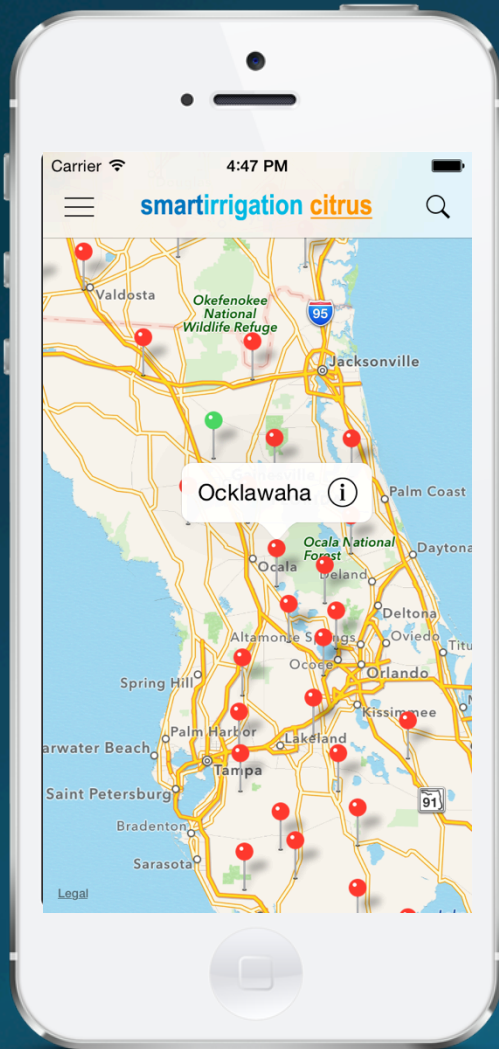 Carrier 4:47 PM
smartirrigation citrus
Valdosta
Okefenokee
National
Wildlife Refuge
95
Jacksonville
Ocklawaha
Palm Coast
Ocala National
Forest
Daytona
Ocala
Deland
Deltona
Altamonte Springs
Oviedo
Titu
Ocoee
Orlando
Spring Hill
Kissimmee
Palm Harbor
Lakeland
arwater Beach
Tampa
Saint Petersburg
91
Bradenton
Sarasota
Legal